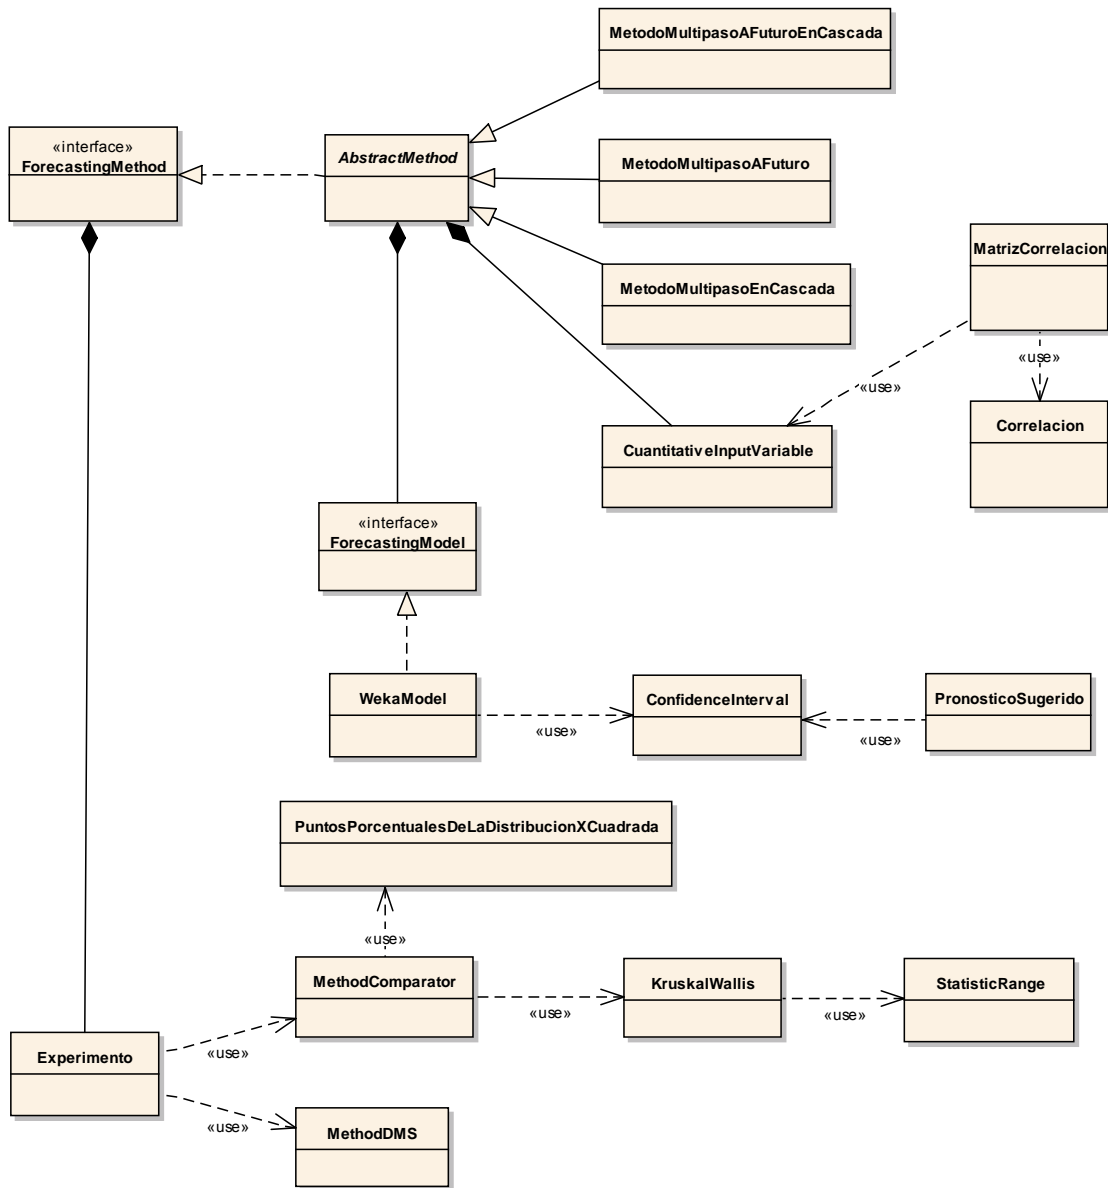 MetodoMultipasoAFuturoEnCascada
«interface»
ForecastingMethod
AbstractMethod
MetodoMultipasoAFuturo
MatrizCorrelacion
MetodoMultipasoEnCascada
«use»
«use»
Correlacion
CuantitativeInputVariable
«interface»
ForecastingModel
WekaModel
ConfidenceInterval
PronosticoSugerido
«use»
«use»
PuntosPorcentualesDeLaDistribucionXCuadrada
«use»
MethodComparator
KruskalWallis
StatisticRange
«use»
«use»
Experimento
«use»
«use»
MethodDMS